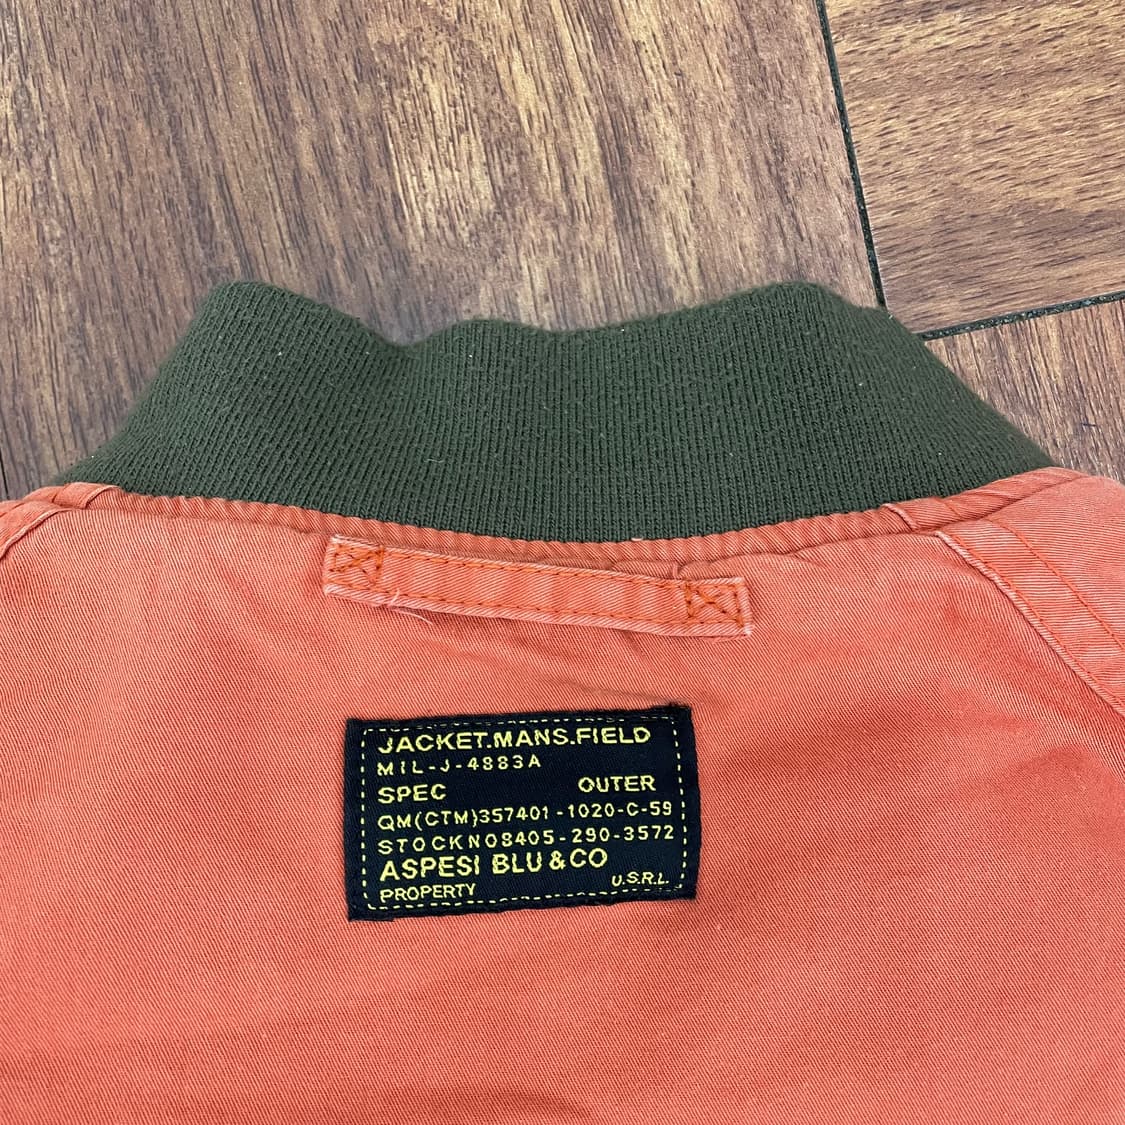 JACKET.MANS.FIELD
MIL-J-4883A
SPEC OUTER
QM(CTM)357401-1020-C-59
STOCKNO8405-290-3572
ASPESI BLU&CO
PROPERTY U.S.R.L.